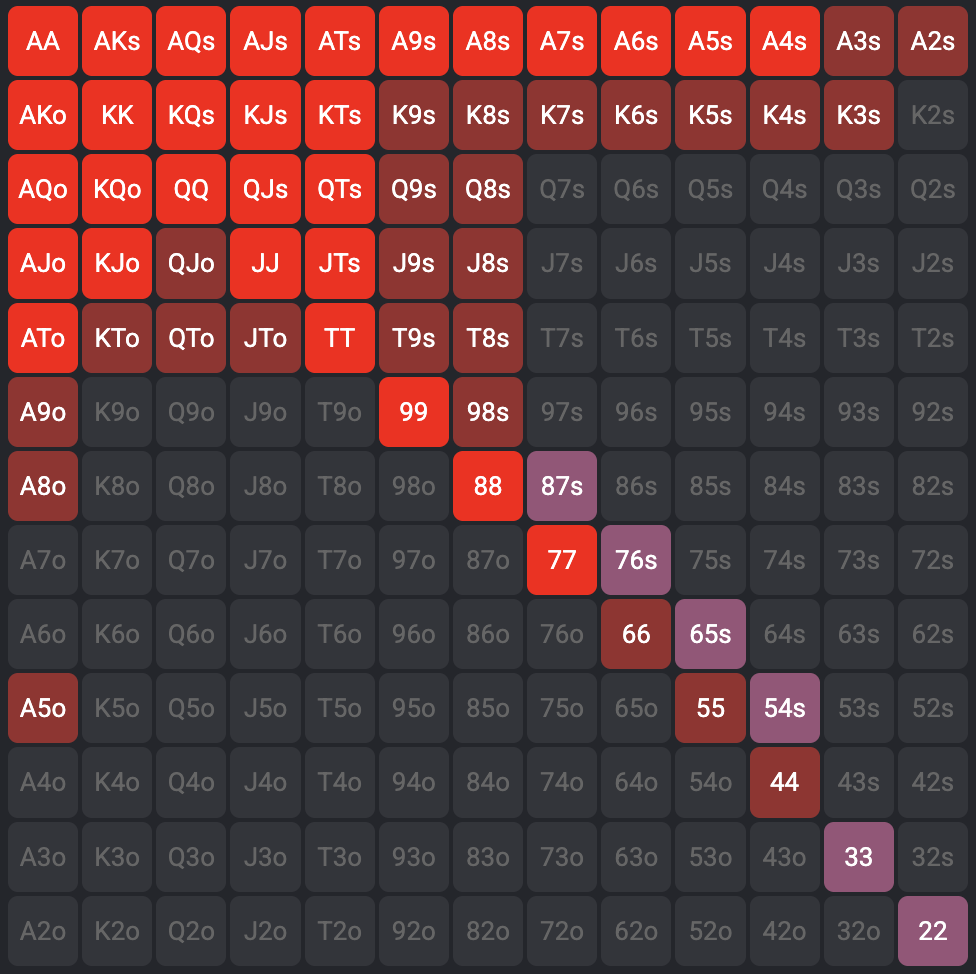 AA AKs AQs AJs ATs A9s A8s A7s A6s A5s A4s A3s A2s
AKo KK KQs KJs KTs K9s K8s K7s K6s K5s K4s K3s K2s
AQo KQo QQ QJs QTs Q9s Q8s Q7s Q6s Q5s Q4s Q3s Q2s
AJo KJo QJo JJ JTs J9s J8s J7s J6s J5s J4s J3s J2s
ATo KTo QTo JTo TT T9s T8s T7s T6s T5s T4s T3s T2s
A9o K9o Q9o J9o T9o 99 98s 97s 96s 95s 94s 93s 92s
A8o K8o Q8o J8o T8o 98o 88 87s 86s 85s 84s 83s 82s
A7o K7o Q7o J7o T7o 97o 87o 77 76s 75s 74s 73s 72s
A6o K6o Q6o J6o T6o 96o 86o 76o 66 65s 64s 63s 62s
A5o K5o Q5o J5o T5o 95o 85o 75o 65o 55 54s 53s 52s
A4o K4o Q4o J4o T4o 94o 84o 74o 64o 54o 44 43s 42s
A3o K3o Q3o J3o T3o 93o 83o 73o 63o 53o 43o 33 32s
A2o K2o Q2o J2o T2o 92o 82o 72o 62o 52o 42o 32o 22